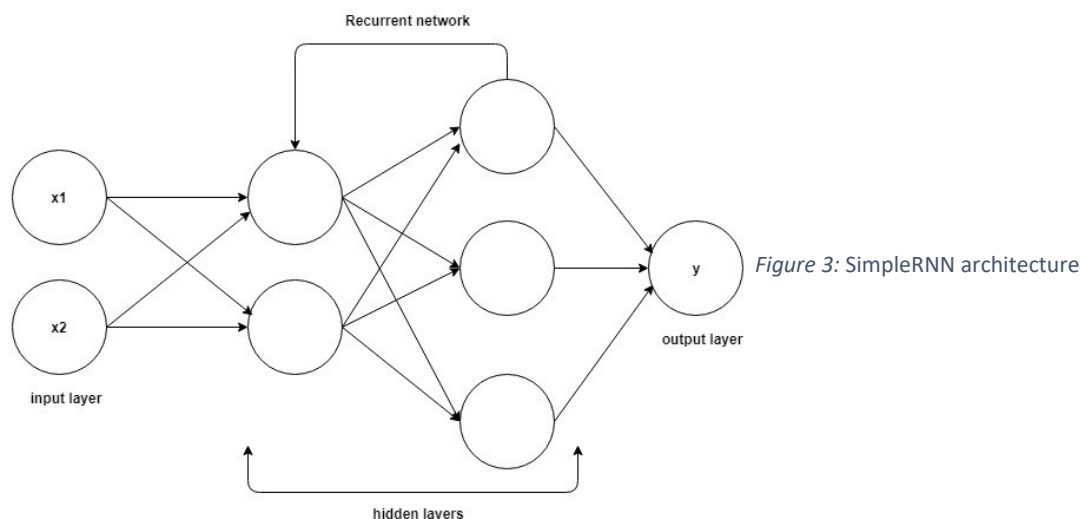 Recurrent network
x1
x2
y
Figure 3: SimpleRNN architecture
output layer
input layer
hidden layers